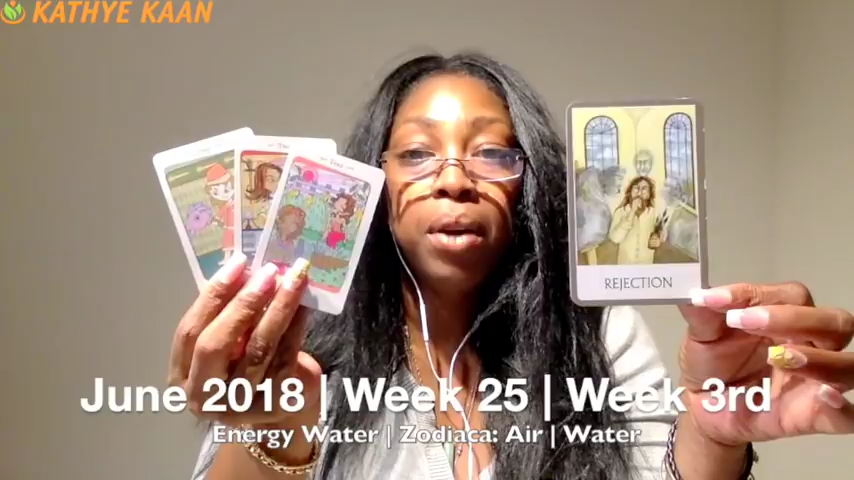 KATHYE KAAN
REJECTION
June 2018 | Week 25 | Week 3rd
Energy Water | Zodiaca: Air | Water